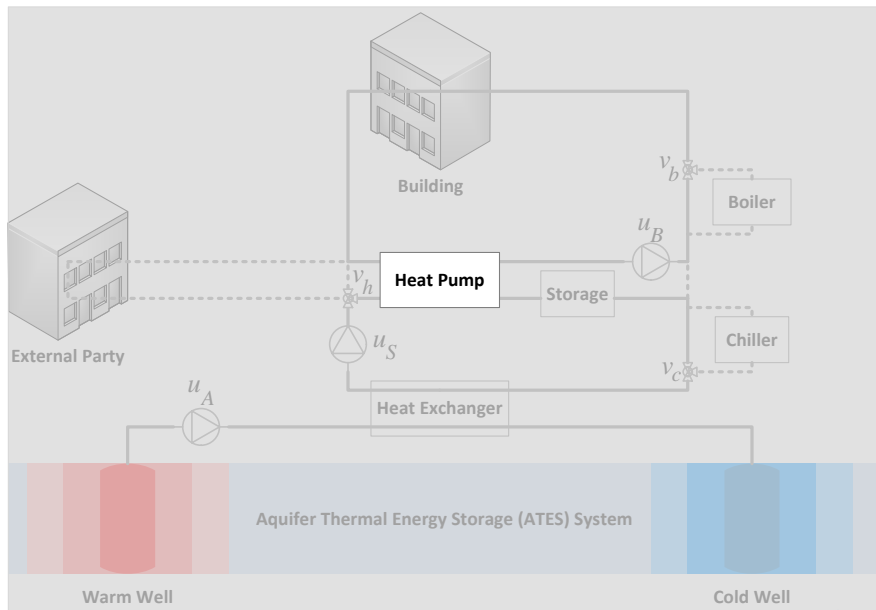 Building
v_b
Boiler
u_B
Heat Pump
v_h
Storage
External Party
u_S
Chiller
v_c
u_A
Heat Exchanger
Aquifer Thermal Energy Storage (ATES) System
Warm Well
Cold Well